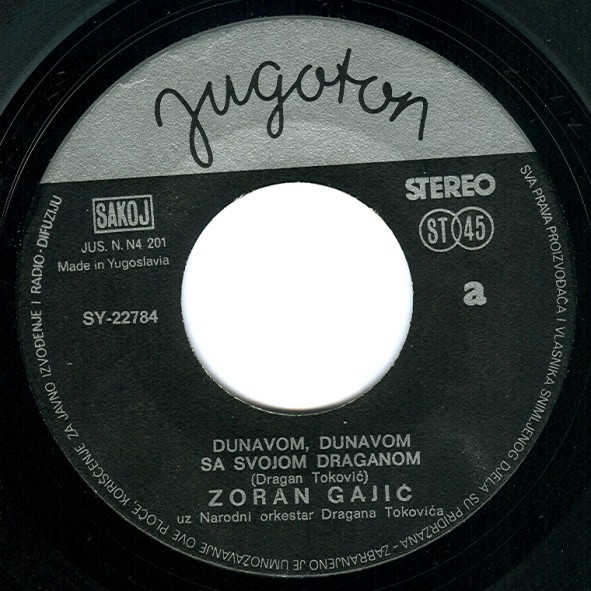 Jugoton
STEREO
SAKOJ
ST 45
JUS. N. N4 201
Made in Yugoslavia
a
SY-22784
DUNAVOM, DUNAVOM
SA SVOJOM DRAGANOM
(Dragan Toković)
ZORAN GAJIĆ
uz Narodni orkestar Dragana Tokovića
SVA PRAVA PROIZVOĐAČA I VLASNIKA SNIMLJENOG DJELA SU PRIDRŽANA - ZABRANJENO JE UMNOŽAVANJE OVE PLOČE, KORIŠĆENJE ZA JAVNO IZVOĐENJE I RADIO-DIFUZIJU